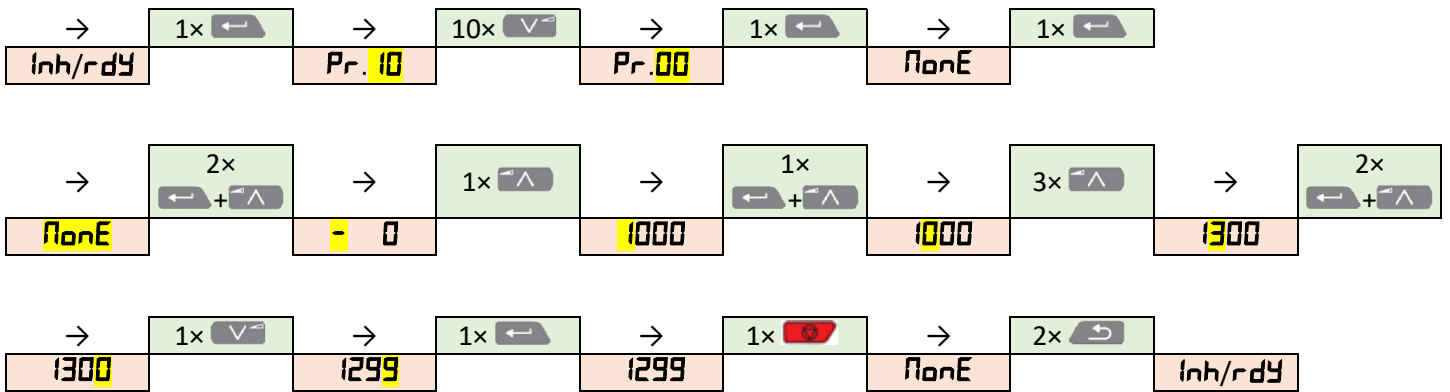 → 1× → 10× → 1× → 1×
Inh/rdY Pr.10 Pr.00 NonE
→ 2× + → 1× → 1× + → 3× → 2× +
NonE - 0 1000 1000 1300
→ 1× → 1× → 1× → 2×
1300 1299 1299 NonE Inh/rdY